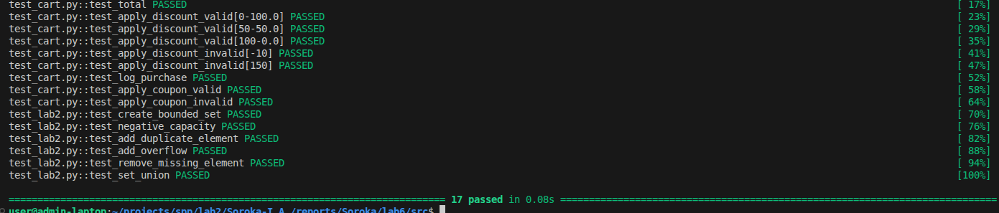 test_cart.py::test_total PASSED [ 17%]
test_cart.py::test_apply_discount_valid[0-100.0] PASSED [ 23%]
test_cart.py::test_apply_discount_valid[50-50.0] PASSED [ 29%]
test_cart.py::test_apply_discount_valid[100-0.0] PASSED [ 35%]
test_cart.py::test_apply_discount_invalid[-10] PASSED [ 41%]
test_cart.py::test_apply_discount_invalid[150] PASSED [ 47%]
test_cart.py::test_log_purchase PASSED [ 52%]
test_cart.py::test_apply_coupon_valid PASSED [ 58%]
test_cart.py::test_apply_coupon_invalid PASSED [ 64%]
test_lab2.py::test_create_bounded_set PASSED [ 70%]
test_lab2.py::test_negative_capacity PASSED [ 76%]
test_lab2.py::test_add_duplicate_element PASSED [ 82%]
test_lab2.py::test_add_overflow PASSED [ 88%]
test_lab2.py::test_remove_missing_element PASSED [ 94%]
test_lab2.py::test_set_union PASSED [100%]
============================================================================ 17 passed in 0.08s ============================================================================
user@admin-laptop:~/projects/spp/lab2/Soroka-I_A_/reports/Soroka/lab6/src$